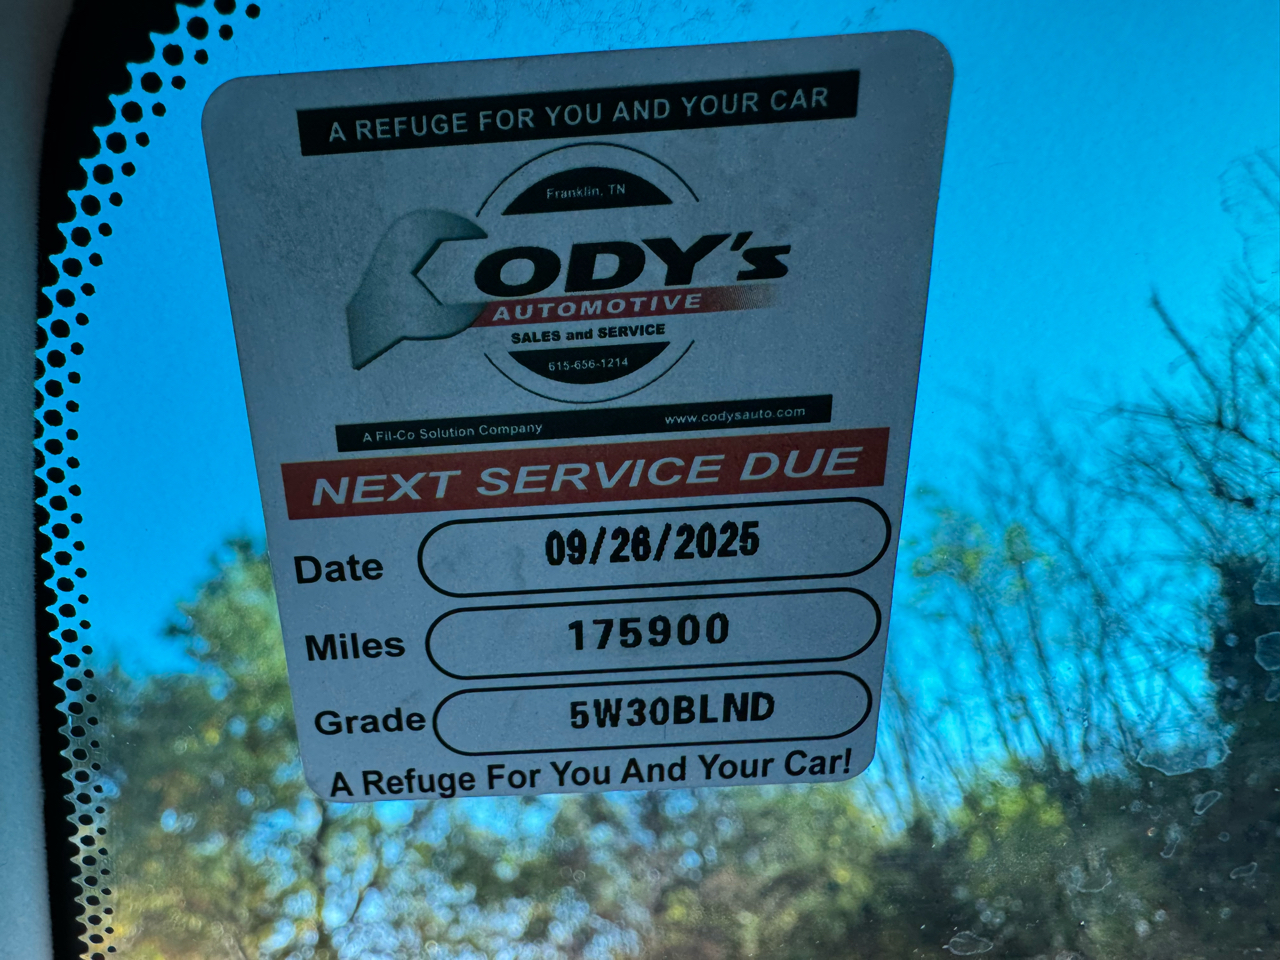 A REFUGE FOR YOU AND YOUR CAR
Franklin, TN
CODY's
AUTOMOTIVE
SALES and SERVICE
615-656-1214
A Fil-Co Solution Company www.codysauto.com
NEXT SERVICE DUE
Date 09/26/2025
Miles 175900
Grade 5W30BLND
A Refuge For You And Your Car!